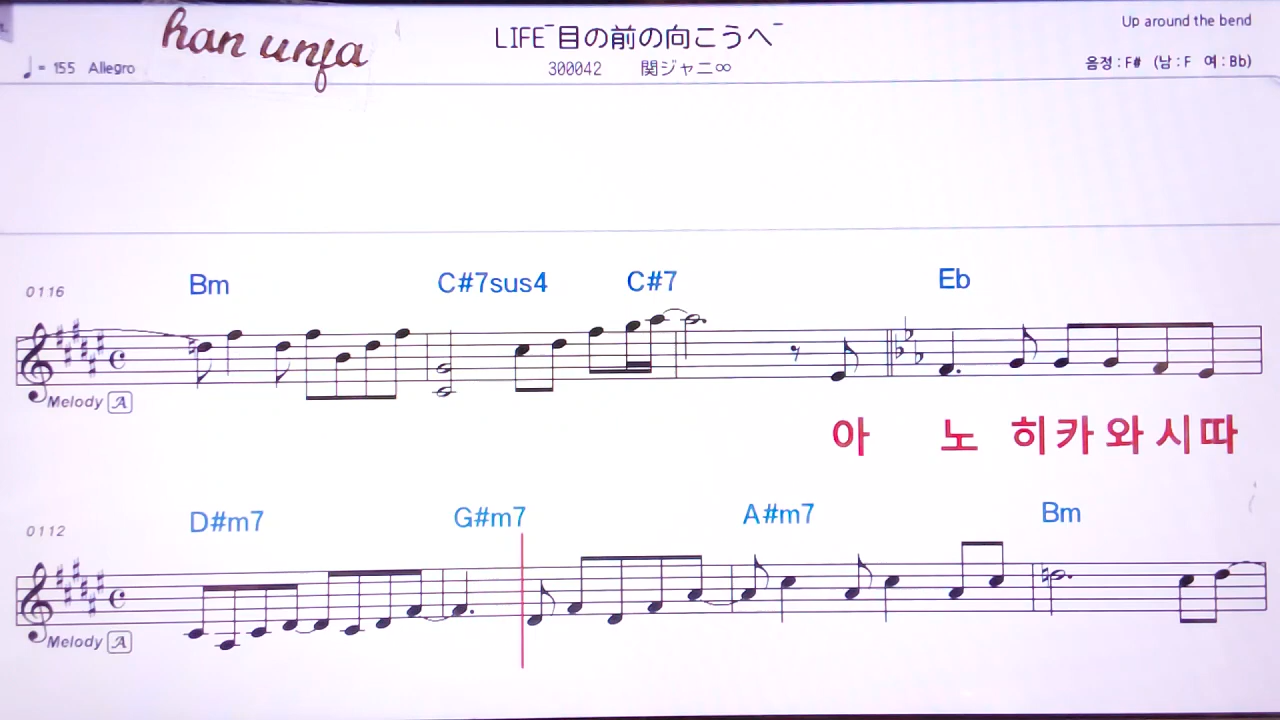 han unfa
LIFE~目の前の向こうへ~
Up around the bend
♩= 155 Allegro
300042 関ジャニ∞
음정:F# (남:F 여:Bb)
0116
Bm C#7sus4 C#7 Eb
Melody A
아 노 히 카 와 시 따
0112
D#m7 G#m7 A#m7 Bm
Melody A